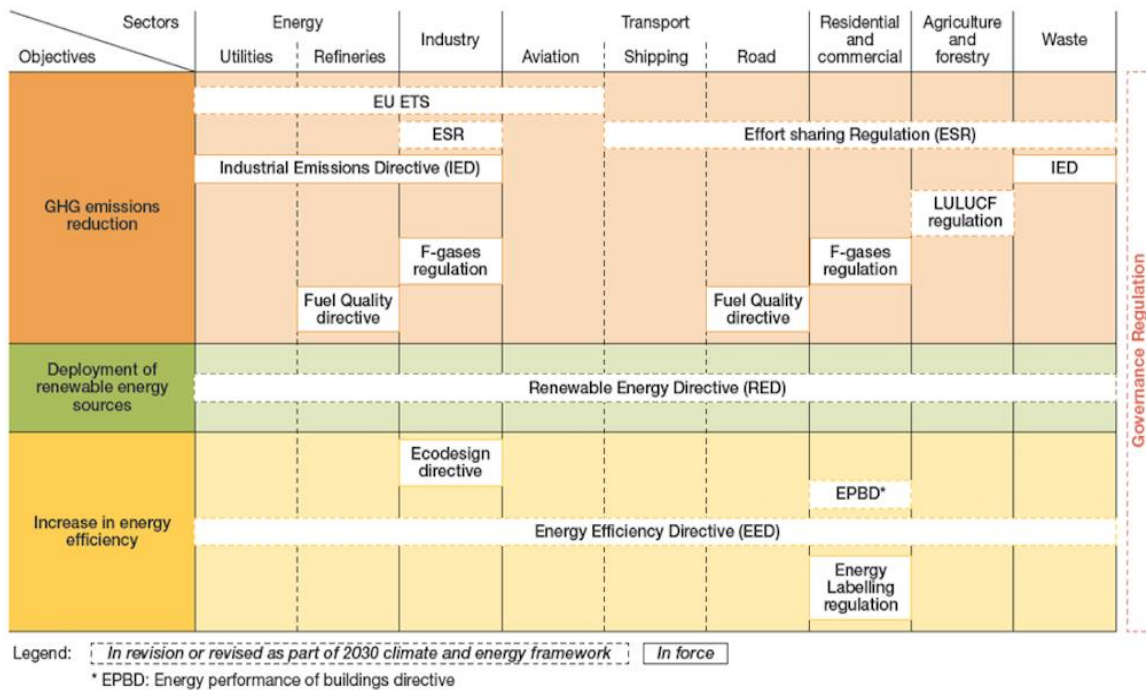 Sectors
Energy
Industry
Transport
Residential
and
commercial
Agriculture
and
forestry
Waste
Objectives
Utilities
Refineries
Aviation
Shipping
Road
GHG emissions
reduction
EU ETS
ESR
Effort sharing Regulation (ESR)
Industrial Emissions Directive (IED)
IED
LULUCF
regulation
F-gases
regulation
F-gases
regulation
Fuel Quality
directive
Fuel Quality
directive
Deployment of
renewable energy
sources
Renewable Energy Directive (RED)
Increase in energy
efficiency
Ecodesign
directive
EPBD*
Energy Efficiency Directive (EED)
Energy
Labelling
regulation
Governance Regulation
Legend: In revision or revised as part of 2030 climate and energy framework In force
* EPBD: Energy performance of buildings directive